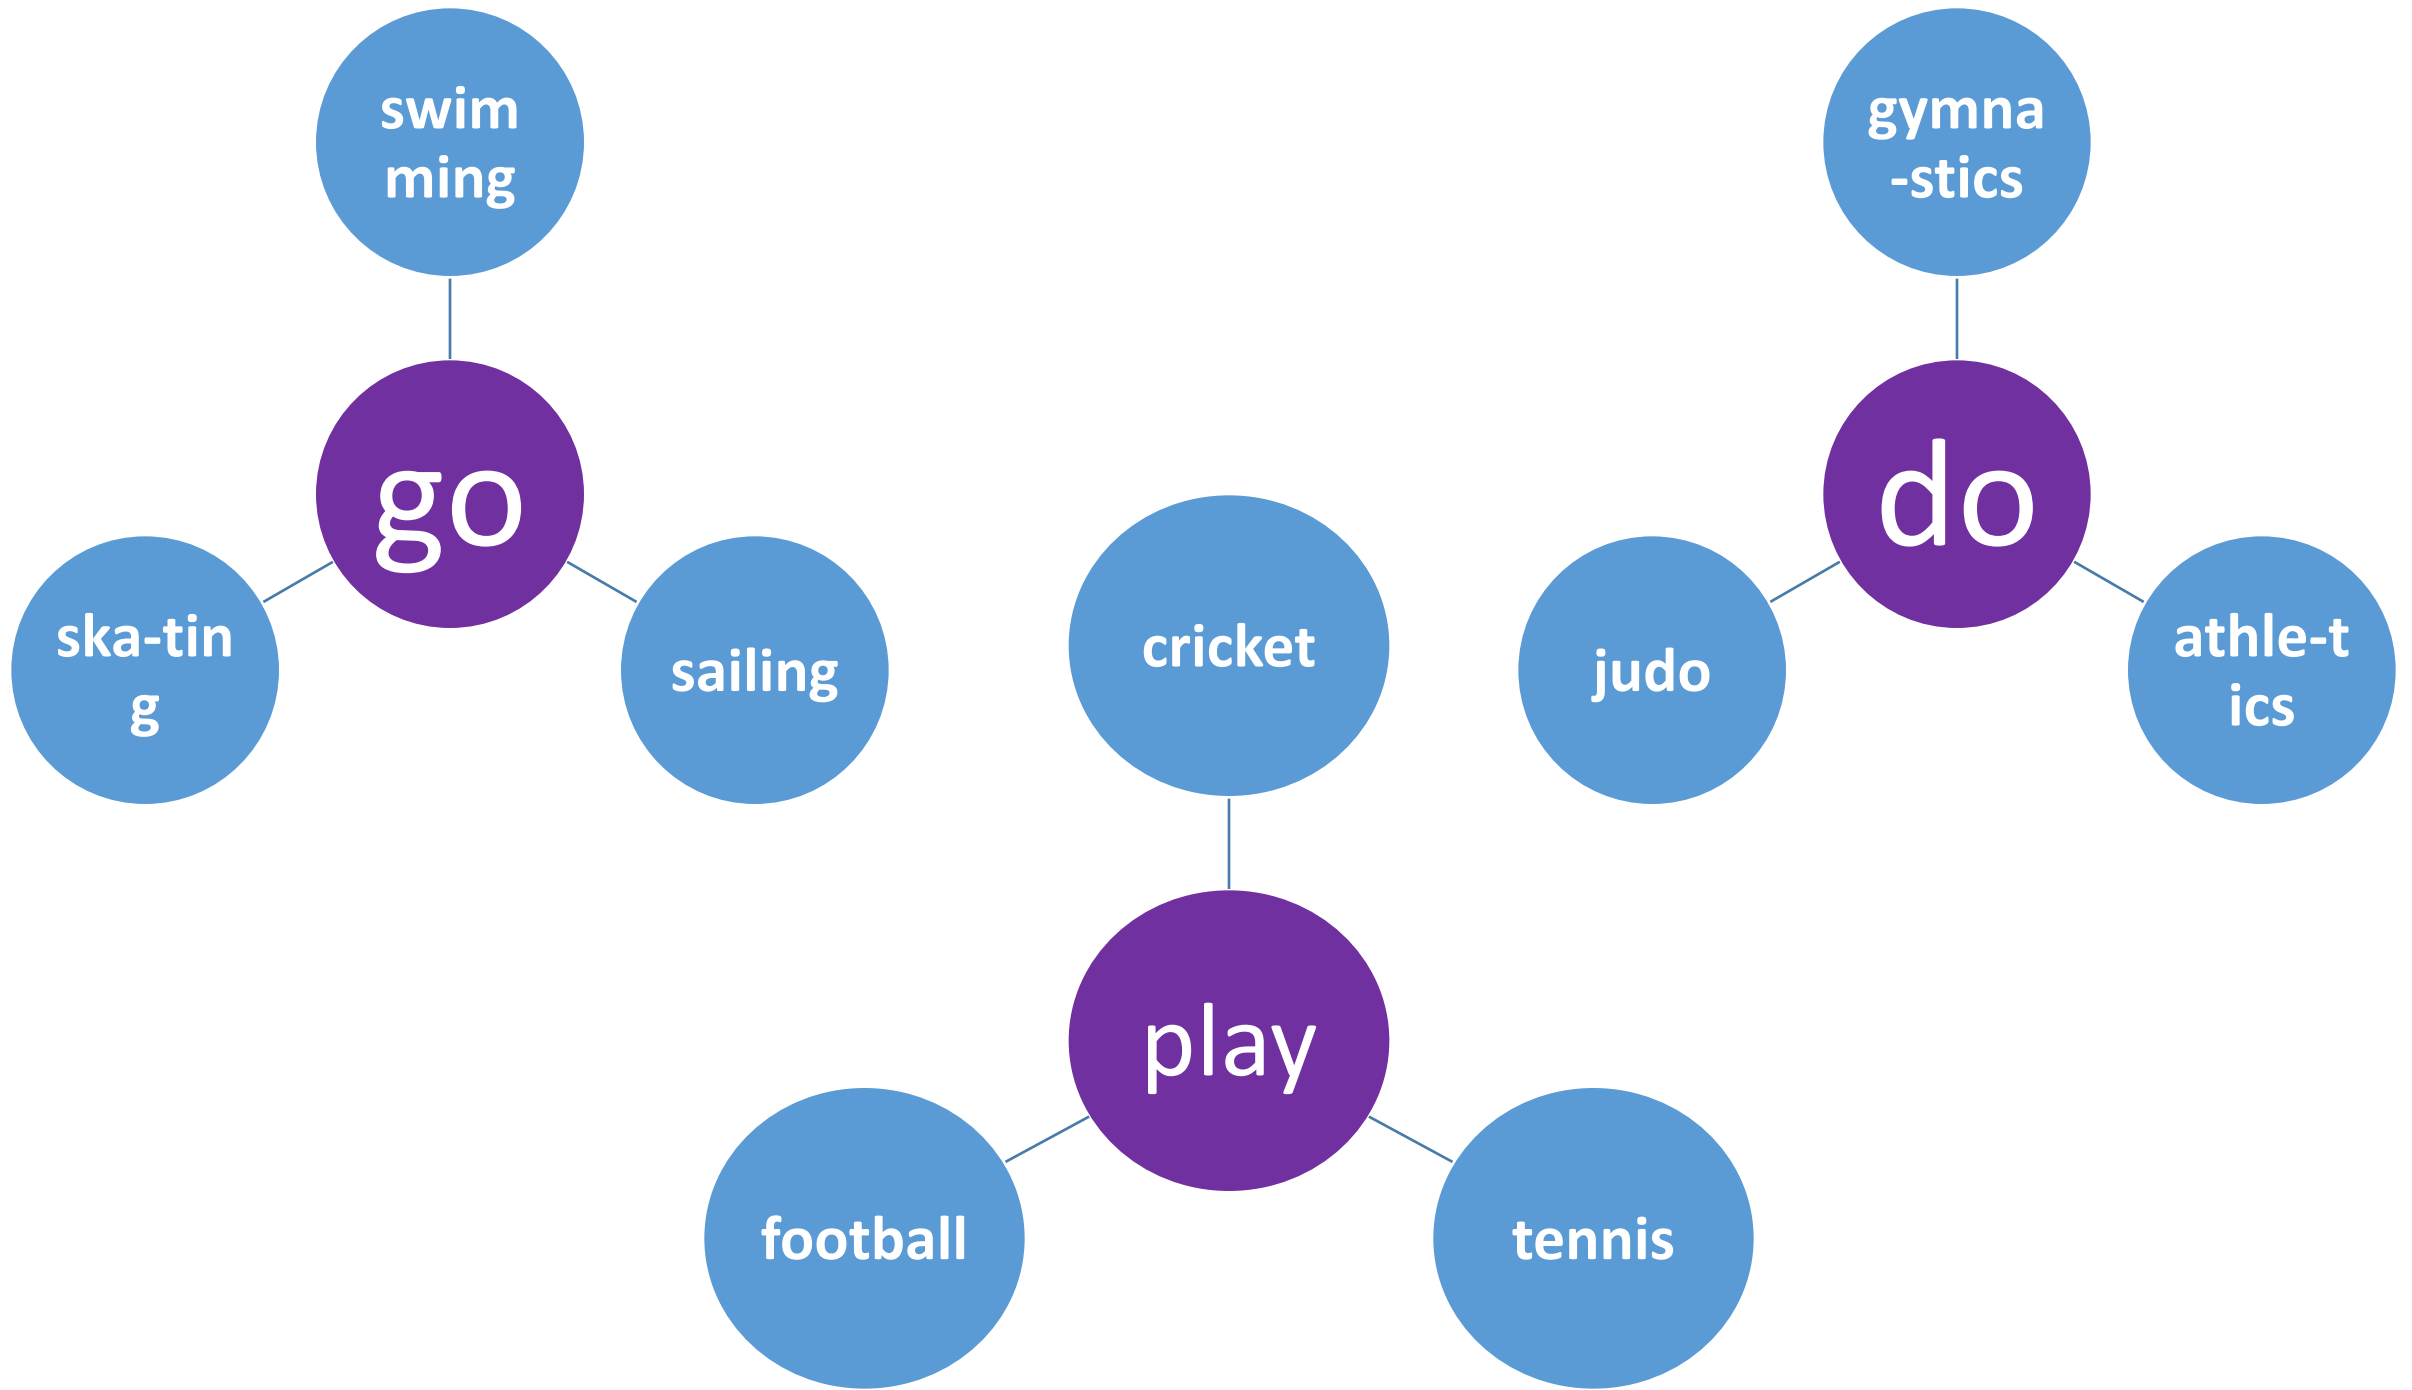 swim
ming
go
ska-tin
g
sailing
gymna
-stics
do
judo
athle-t
ics
cricket
play
football
tennis